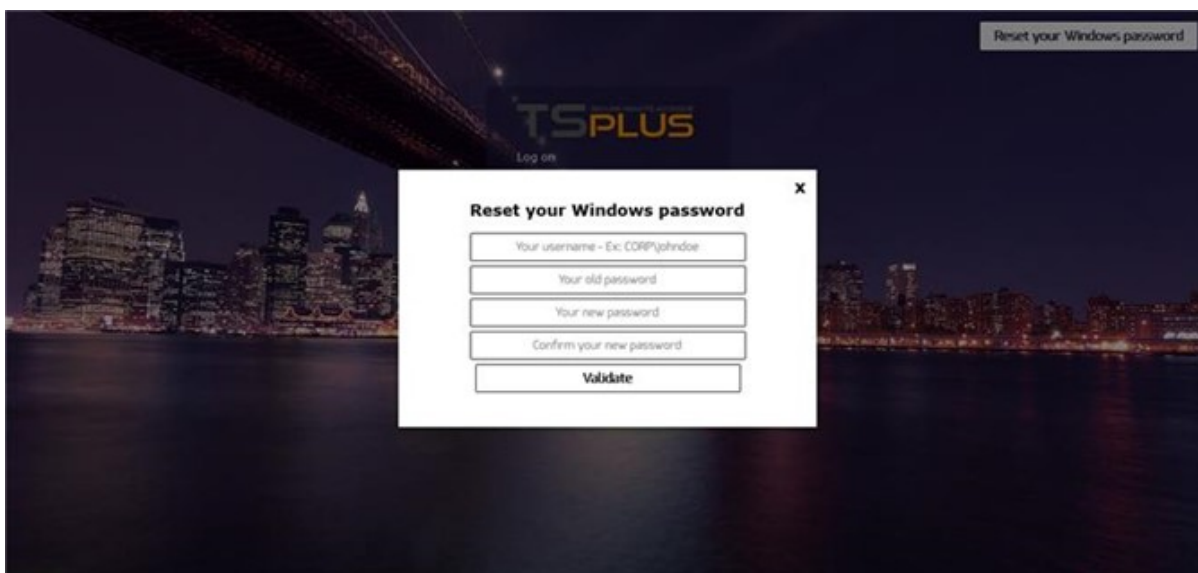 Reset your Windows password
TSPLUS
Log on
x
Reset your Windows password
Your username - Ex: CORP\johndoe
Your old password
Your new password
Confirm your new password
Validate